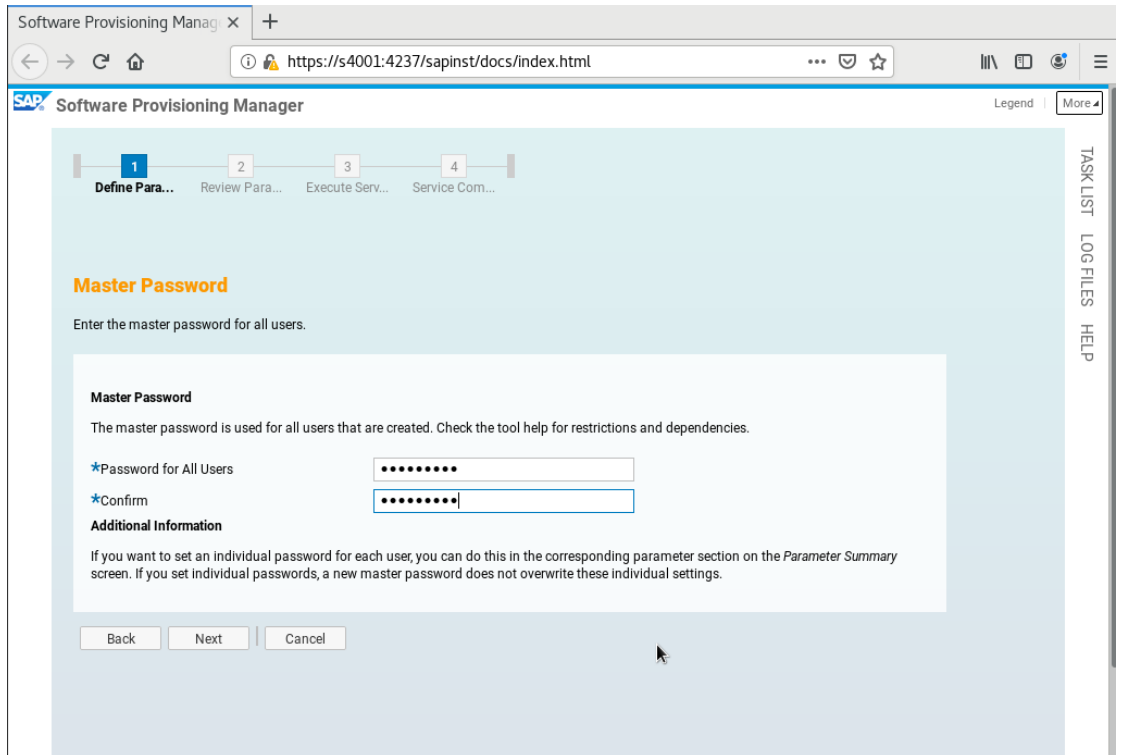 Software Provisioning Manag
https://s4001:4237/sapinst/docs/index.html
SAP Software Provisioning Manager
Legend
More
1
2
3
4
Define Para...
Review Para...
Execute Serv...
Service Com...
TASK LIST
LOG FILES
HELP
Master Password
Enter the master password for all users.
Master Password
The master password is used for all users that are created. Check the tool help for restrictions and dependencies.
*Password for All Users
•••••••••
*Confirm
•••••••••
Additional Information
If you want to set an individual password for each user, you can do this in the corresponding parameter section on the Parameter Summary
screen. If you set individual passwords, a new master password does not overwrite these individual settings.
Back
Next
Cancel